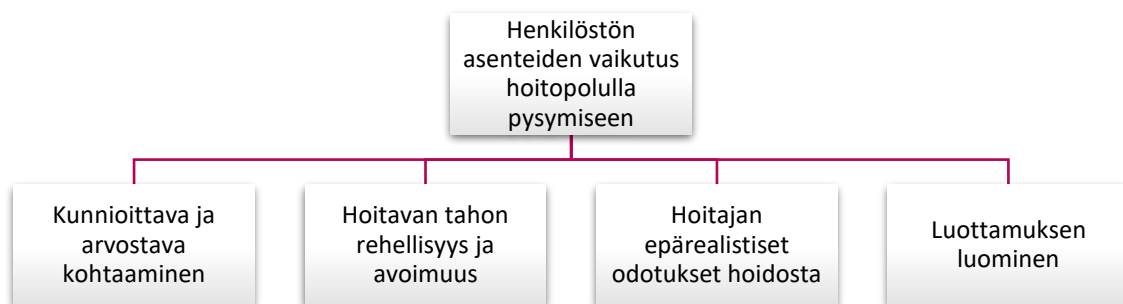 Henkilöstön
asenteiden vaikutus
hoitopolulla
pysymiseen
Kunnioittava ja
arvostava
kohtaaminen
Hoitavan tahon
rehellisyys ja
avoimuus
Hoitajan
epärealistiset
odotukset hoidosta
Luottamuksen
luominen